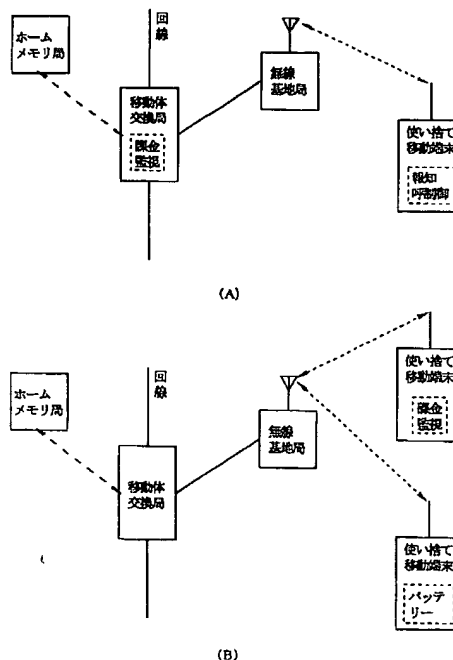 ホーム
メモリ局
回
線
移動体
交換局
課金
監視
無線
基地局
使い捨て
移動端末
報知
呼制御
(A)
ホーム
メモリ局
回
線
移動体
交換局
無線
基地局
使い捨て
移動端末
課金
監視
使い捨て
移動端末
バッテ
リー
(B)